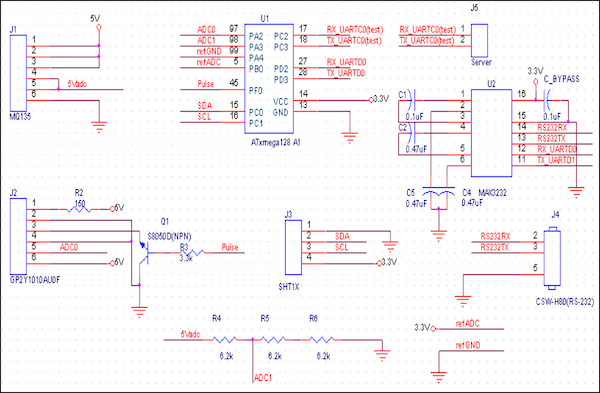 J1
1
2
3
4
5
6
MQ135
5V
5Vado
U1
ADC0 97 PA2 PC2 17 RX_UARTC0(test)
ADC1 98 PA3 PC3 18 TX_UARTC0(test)
refGND 99 PA4
refADC 5 PB0 PD2 27 RX_UARTD0
PD3 28 TX_UARTD0
Pulse 45 PF0
VCC 14 3.3V
SDA 15 PC0 GND 13
SCL 16 PC1
ATxmega128 A1
J5
RX_UARTC0(test) 1
TX_UARTC0(test) 2
Server
3.3V
C_BYPASS
0.1uF
U2
C1
0.1uF
C2
0.47uF
1 16
2
3 15
4 14 RS232RX
13 RS232TX
5 12 RX_UARTD0
6 11 TX_UARTD1
MAX3232
C5
0.47uF
C4
0.47uF
J2
1
2
3
4
5
6
GP2Y1010AU0F
R2
150
5V
ADC0
5V
Q1
S8050D(NPN)
R3
3.3k
Pulse
J3
1
2 SDA
3 SCL
4
3.3V
SHT1X
J4
RS232RX 2
RS232TX 3
5
CSW-H80(RS-232)
5Vado
R4
6.2k
R5
6.2k
R6
6.2k
ADC1
3.3V refADC
refGND